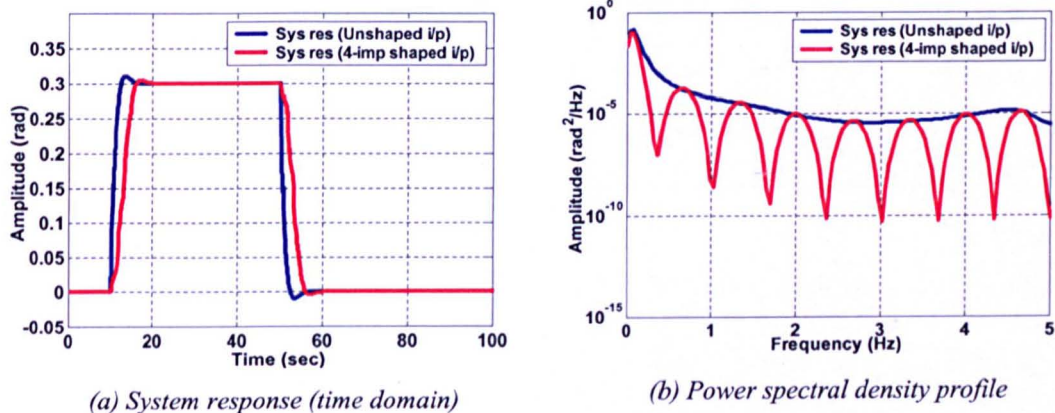 Sys res (Unshaped i/p)
Sys res (4-imp shaped i/p)
0.35
0.3
0.25
0.2
0.15
0.1
0.05
0
-0.05
Amplitude (rad)
0 20 40 60 80 100
Time (sec)
(a) System response (time domain)
Sys res (Unshaped i/p)
Sys res (4-imp shaped i/p)
10^0
10^-5
10^-10
10^-15
Amplitude (rad^2/Hz)
0 1 2 3 4 5
Frequency (Hz)
(b) Power spectral density profile